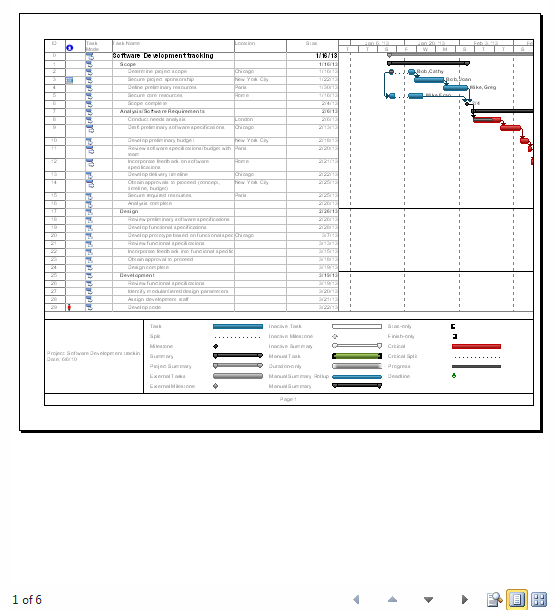 ID Task Mode Task Name Location Start Jan 6, '13 Jan 20, '13 Feb 3, '13 Fe
T T F W M S T T
0 Software Development tracking 1/16/13
1 Scope 1/16/13
2 Determine project scope Chicago 1/16/13 Bob,Cathy
3 Secure project sponsorship New York City 1/22/13 Bob,Joan
4 Define preliminary resources Paris 1/30/13 Mike,Greg
5 Secure core resources Rome 1/16/13
6 Scope complete 2/4/13
7 Analysis/Software Requirements 2/6/13
8 Conduct needs analysis London 2/6/13
9 Draft preliminary software specifications Chicago 2/13/13
10 Develop preliminary budget New York City 2/18/13
11 Review software specifications/budget with team Paris 2/20/13
12 Incorporate feedback on software specifications Rome 2/21/13
13 Develop delivery timeline Chicago 2/22/13
14 Obtain approvals to proceed (concept, timeline, budget) New York City 2/25/13
15 Secure required resources Paris 2/25/13
16 Analysis complete 2/26/13
17 Design 2/26/13
18 Review preliminary software specifications 2/26/13
19 Develop functional specifications 2/28/13
20 Develop prototype based on functional spec Chicago 3/7/13
21 Review functional specifications 3/13/13
22 Incorporate feedback into functional specific 3/15/13
23 Obtain approval to proceed 3/18/13
24 Design complete 3/19/13
25 Development 3/19/13
26 Review functional specifications 3/19/13
27 Identify modular/tiered design parameters 3/20/13
28 Assign development staff 3/21/13
29 Develop code 3/22/13
Project: Software Development tracking
Date: 6/6/10
Task Inactive Task Start-only
Split Inactive Milestone Finish-only
Milestone Inactive Summary Critical
Summary Manual Task Critical Split
Project Summary Duration-only Progress
External Tasks Manual Summary Rollup Deadline
External Milestone Manual Summary
Page 1
1 of 6